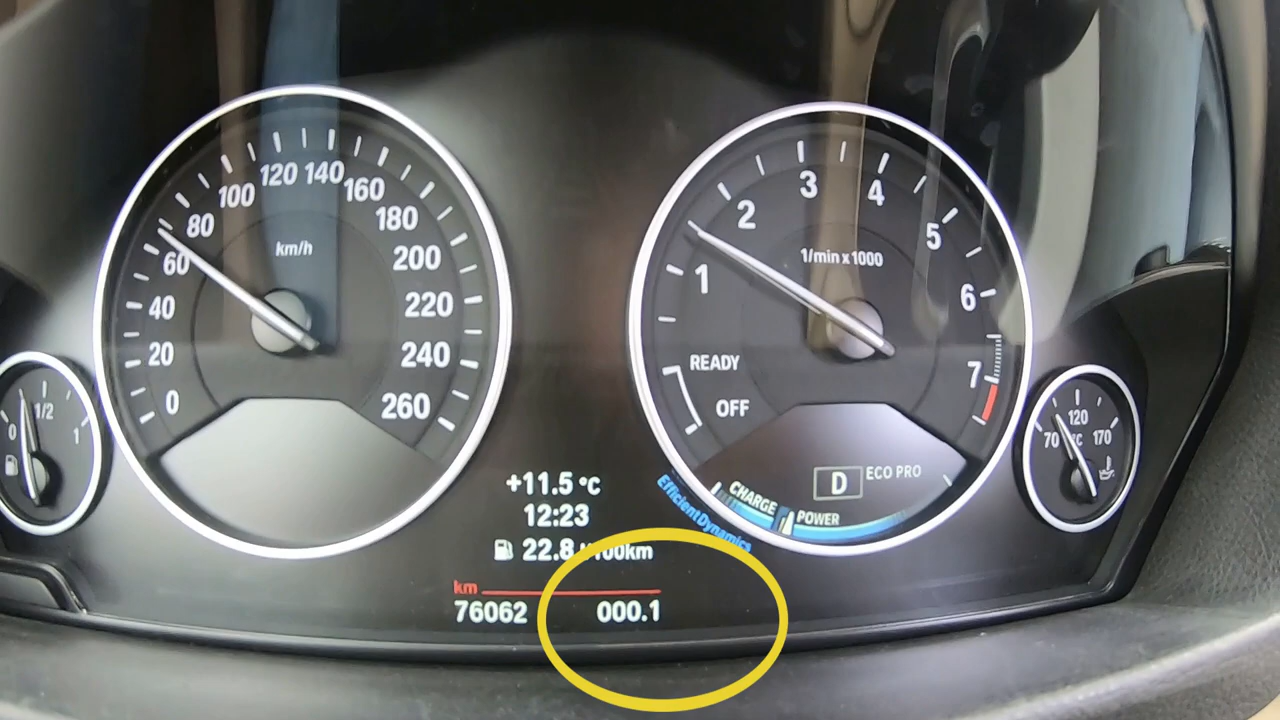 0
1/2
1
0
20
40
60
80
100
120
140
160
180
200
220
240
260
km/h
+11.5 °C
12:23
22.8
100km
km
76062 000.1
1
2
3
4
5
6
7
1/min x 1000
READY
OFF
D ECO PRO
CHARGE
POWER
EfficientDynamics
70
120
170
°C